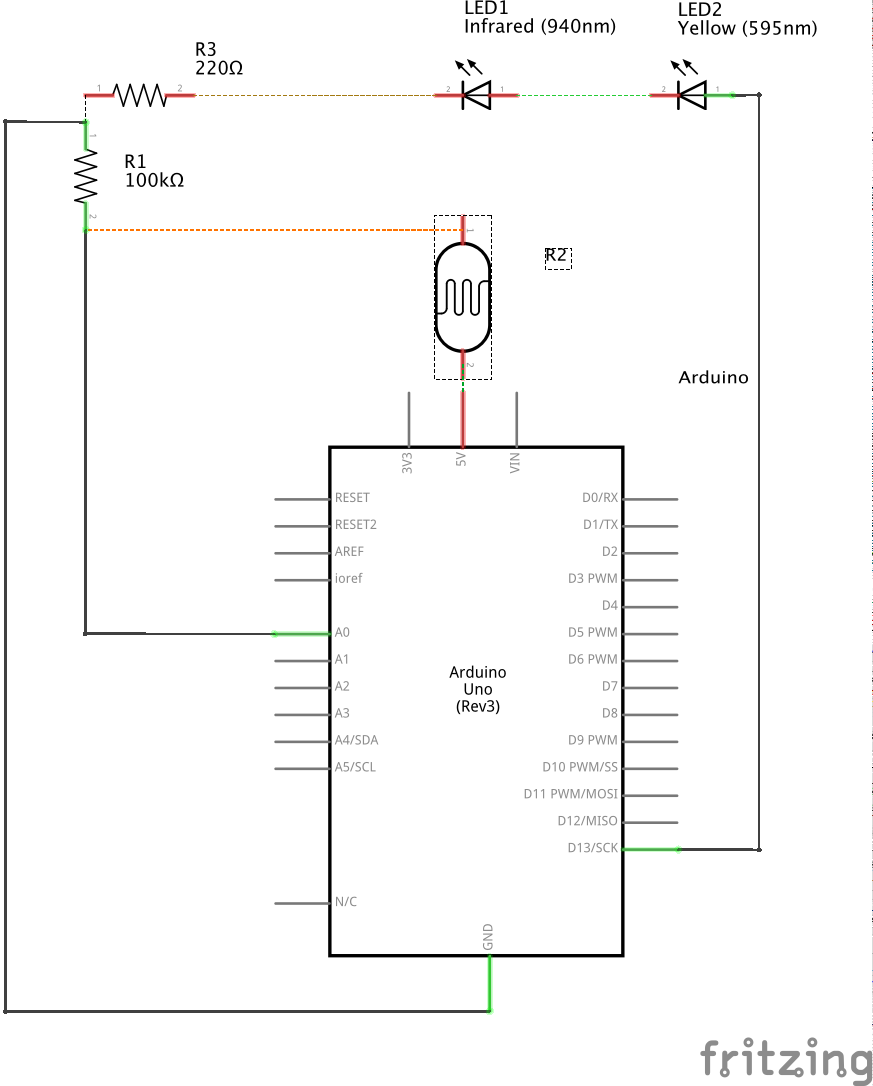 LED1
Infrared (940nm)
LED2
Yellow (595nm)
R3
220Ω
1
2
2
1
2
1
1
R1
100kΩ
2
1
R2
2
Arduino
3V3
5V
VIN
RESET
D0/RX
RESET2
D1/TX
AREF
D2
ioref
D3 PWM
D4
A0
D5 PWM
A1
D6 PWM
Arduino
Uno
(Rev3)
A2
D7
A3
D8
A4/SDA
D9 PWM
A5/SCL
D10 PWM/SS
D11 PWM/MOSI
D12/MISO
D13/SCK
N/C
GND
fritzing